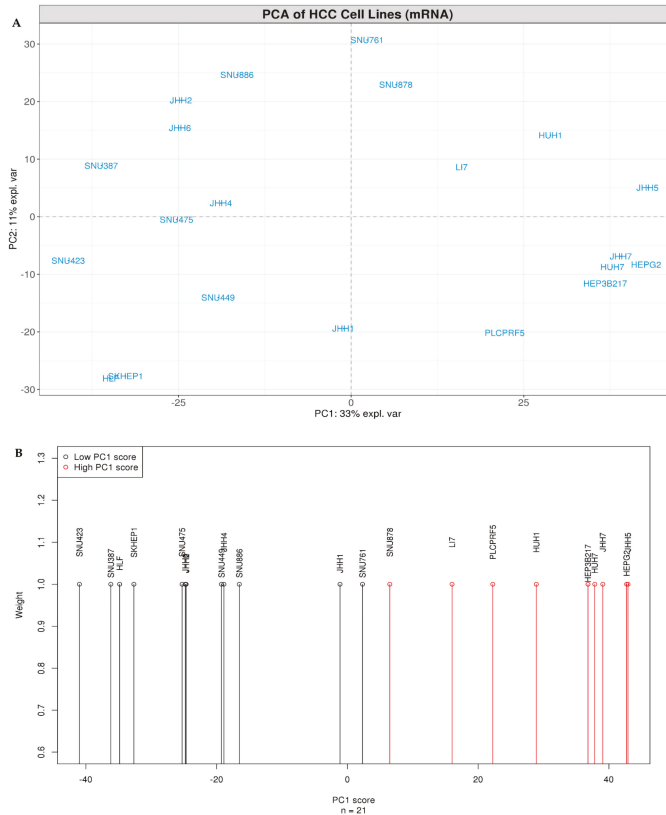 A
PCA of HCC Cell Lines (mRNA)
PC2: 11% expl. var
30
20
10
0
-10
-20
-30
SNU761
SNU886
SNU878
JHH2
JHH6
HUH1
SNU387
LI7
JHH5
JHH4
SNU475
JHH7
HEPG2
SNU423
HUH7
HEP3B217
SNU449
JHH1
PLCPRF5
HLF
SKHEP1
-25
0
25
PC1: 33% expl. var
B
Low PC1 score
High PC1 score
Weight
1.3
1.2
1.1
1.0
0.9
0.8
0.7
0.6
SNU423
SNU387
HLF
SKHEP1
SNU475
JHH2
SNU449
JHH4
SNU886
JHH1
SNU761
SNU878
LI7
PLCPRF5
HUH1
HEP3B217
HUH7
JHH7
HEPG2
JHH5
-40
-20
0
20
40
PC1 score
n = 21